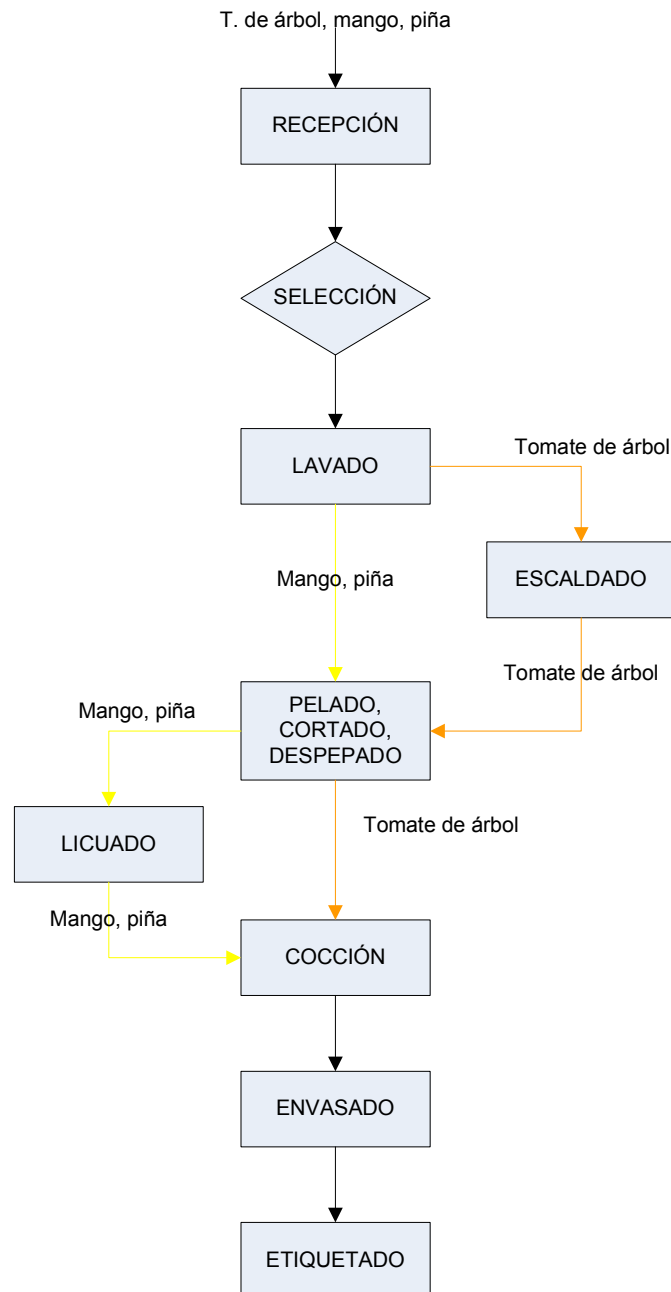 T. de árbol, mango, piña
RECEPCIÓN
SELECCIÓN
LAVADO
Tomate de árbol
Mango, piña
ESCALDADO
Tomate de árbol
PELADO,
CORTADO,
DESPEPADO
Mango, piña
Tomate de árbol
LICUADO
Mango, piña
COCCIÓN
ENVASADO
ETIQUETADO